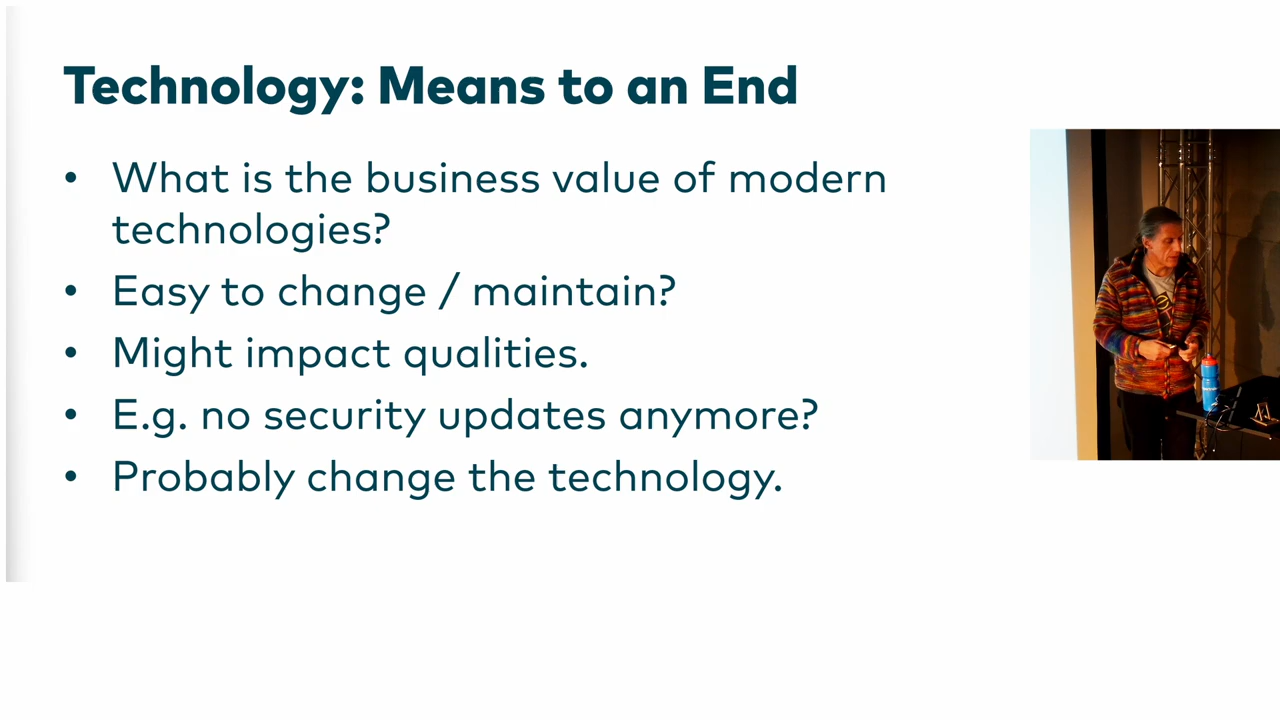 Technology: Means to an End
• What is the business value of modern
technologies?
• Easy to change / maintain?
• Might impact qualities.
• E.g. no security updates anymore?
• Probably change the technology.